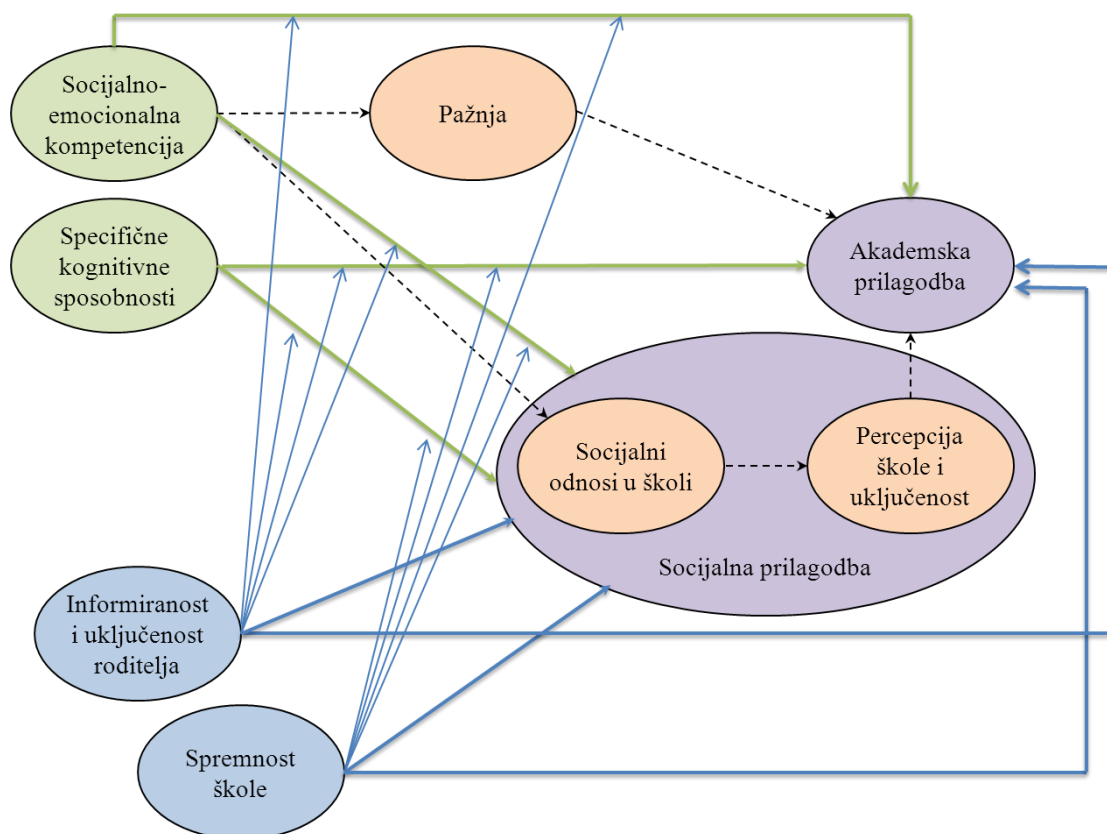 Socijalno-
emocionalna
kompetencija
Pažnja
Specifične
kognitivne
sposobnosti
Akademska
prilagodba
Socijalni
odnosi u školi
Percepcija
škole i
uključenost
Socijalna prilagodba
Informiranost
i uključenost
roditelja
Spremnost
škole